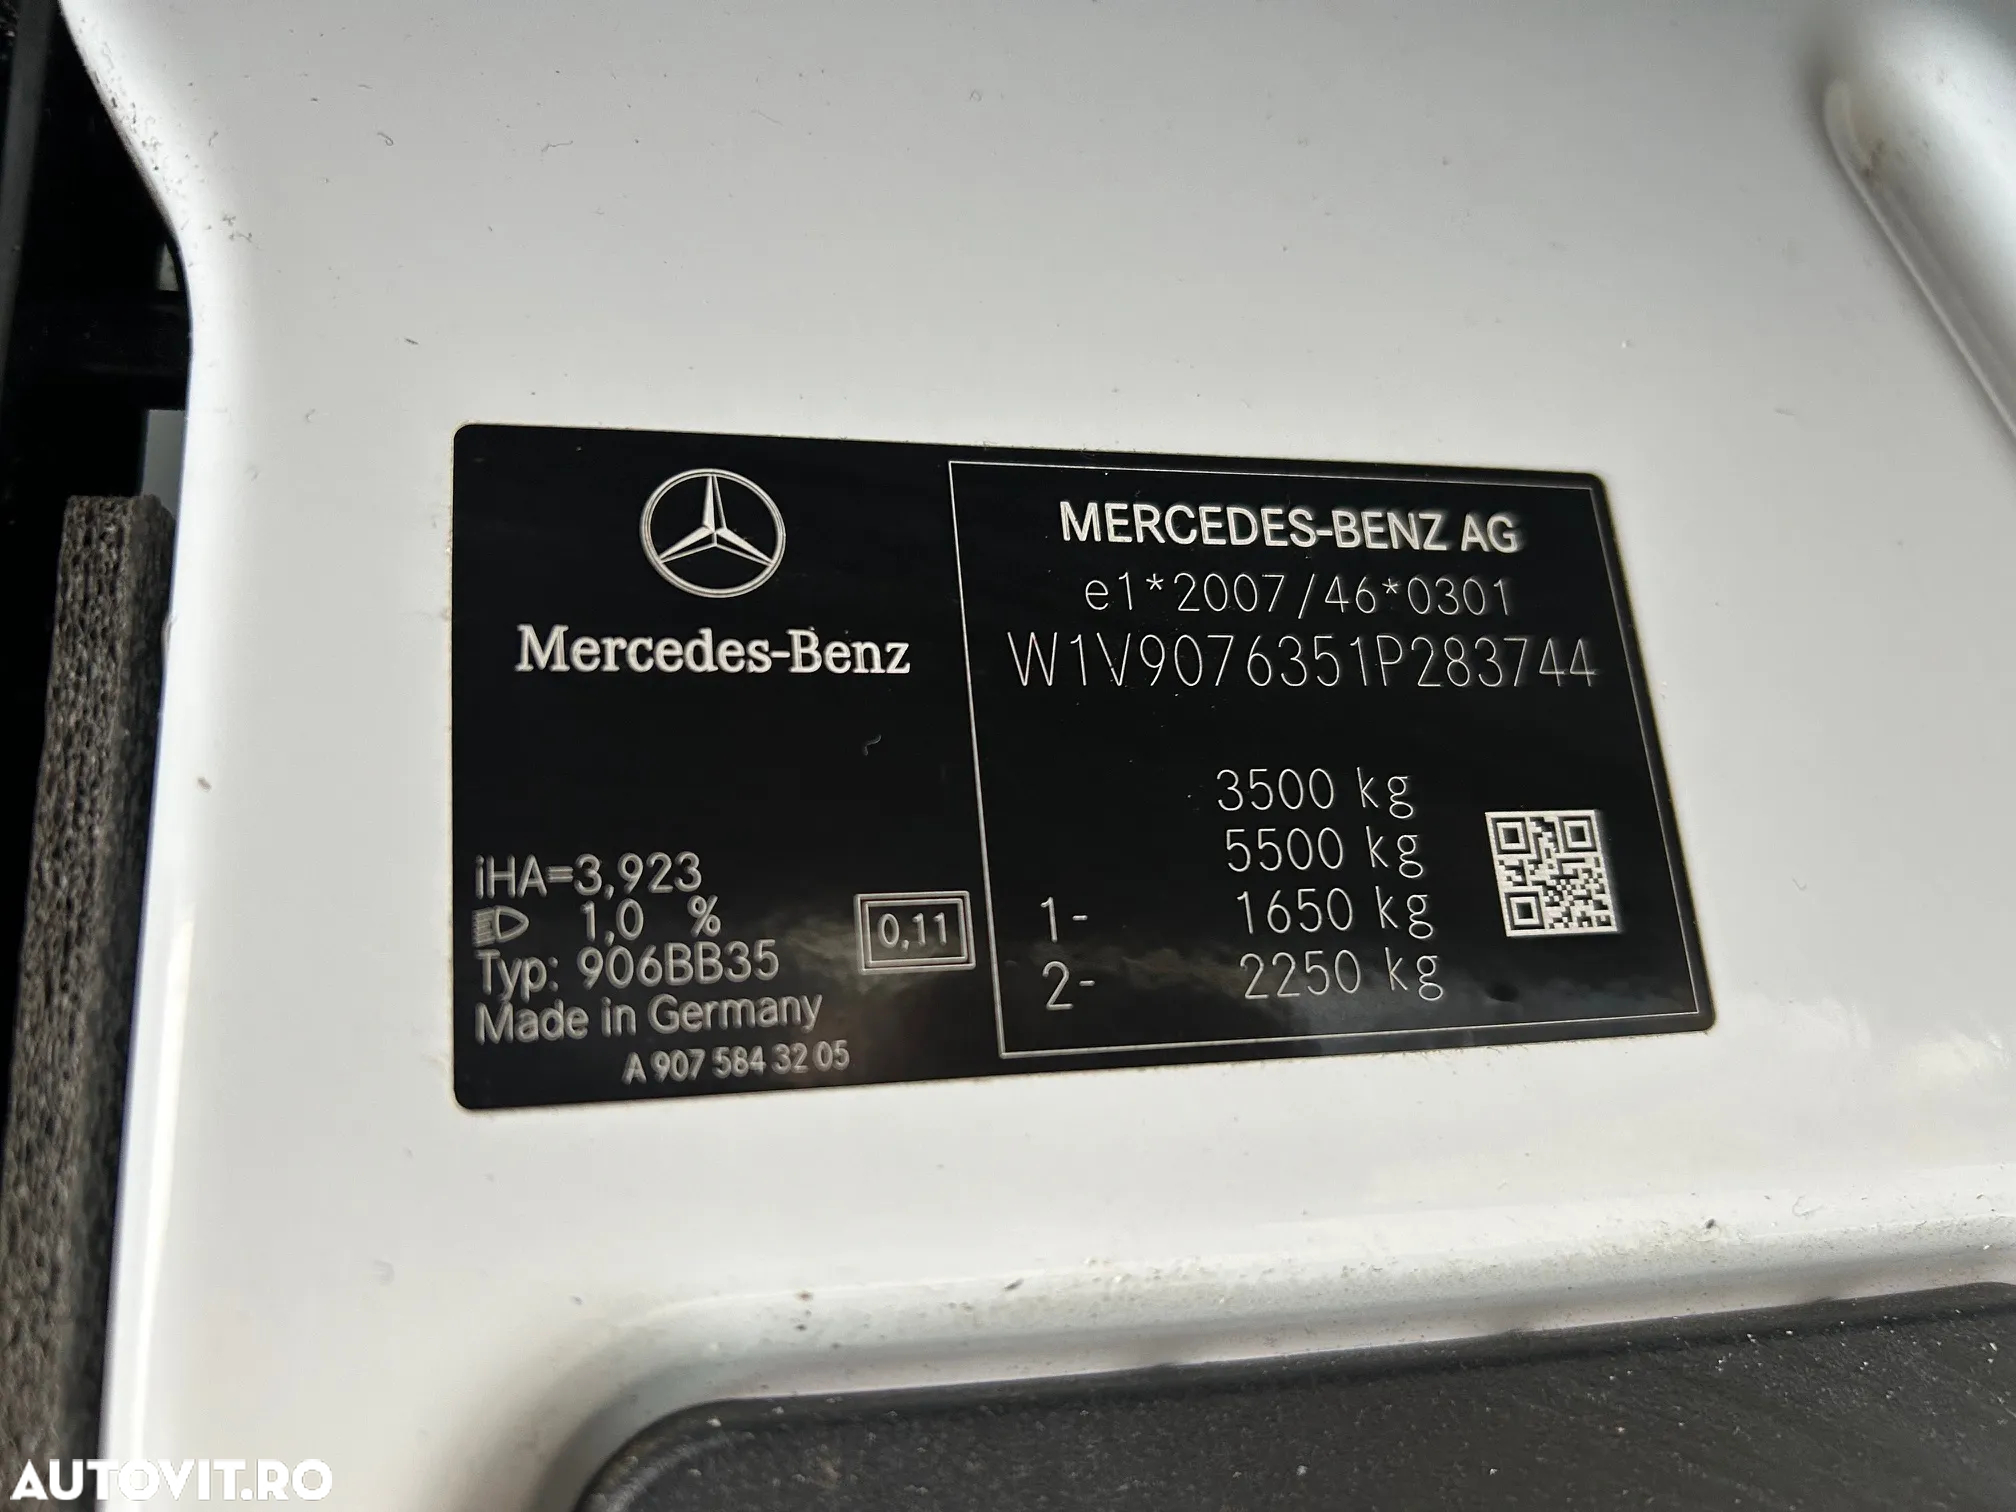 Mercedes-Benz
iHA=3,923
1,0 %
Typ: 906BB35
Made in Germany
A 907 584 32 05
0,11
MERCEDES-BENZ AG
e1*2007/46*0301
W1V9076351P283744
3500 kg
5500 kg
1- 1650 kg
2- 2250 kg
AUTOVIT.RO